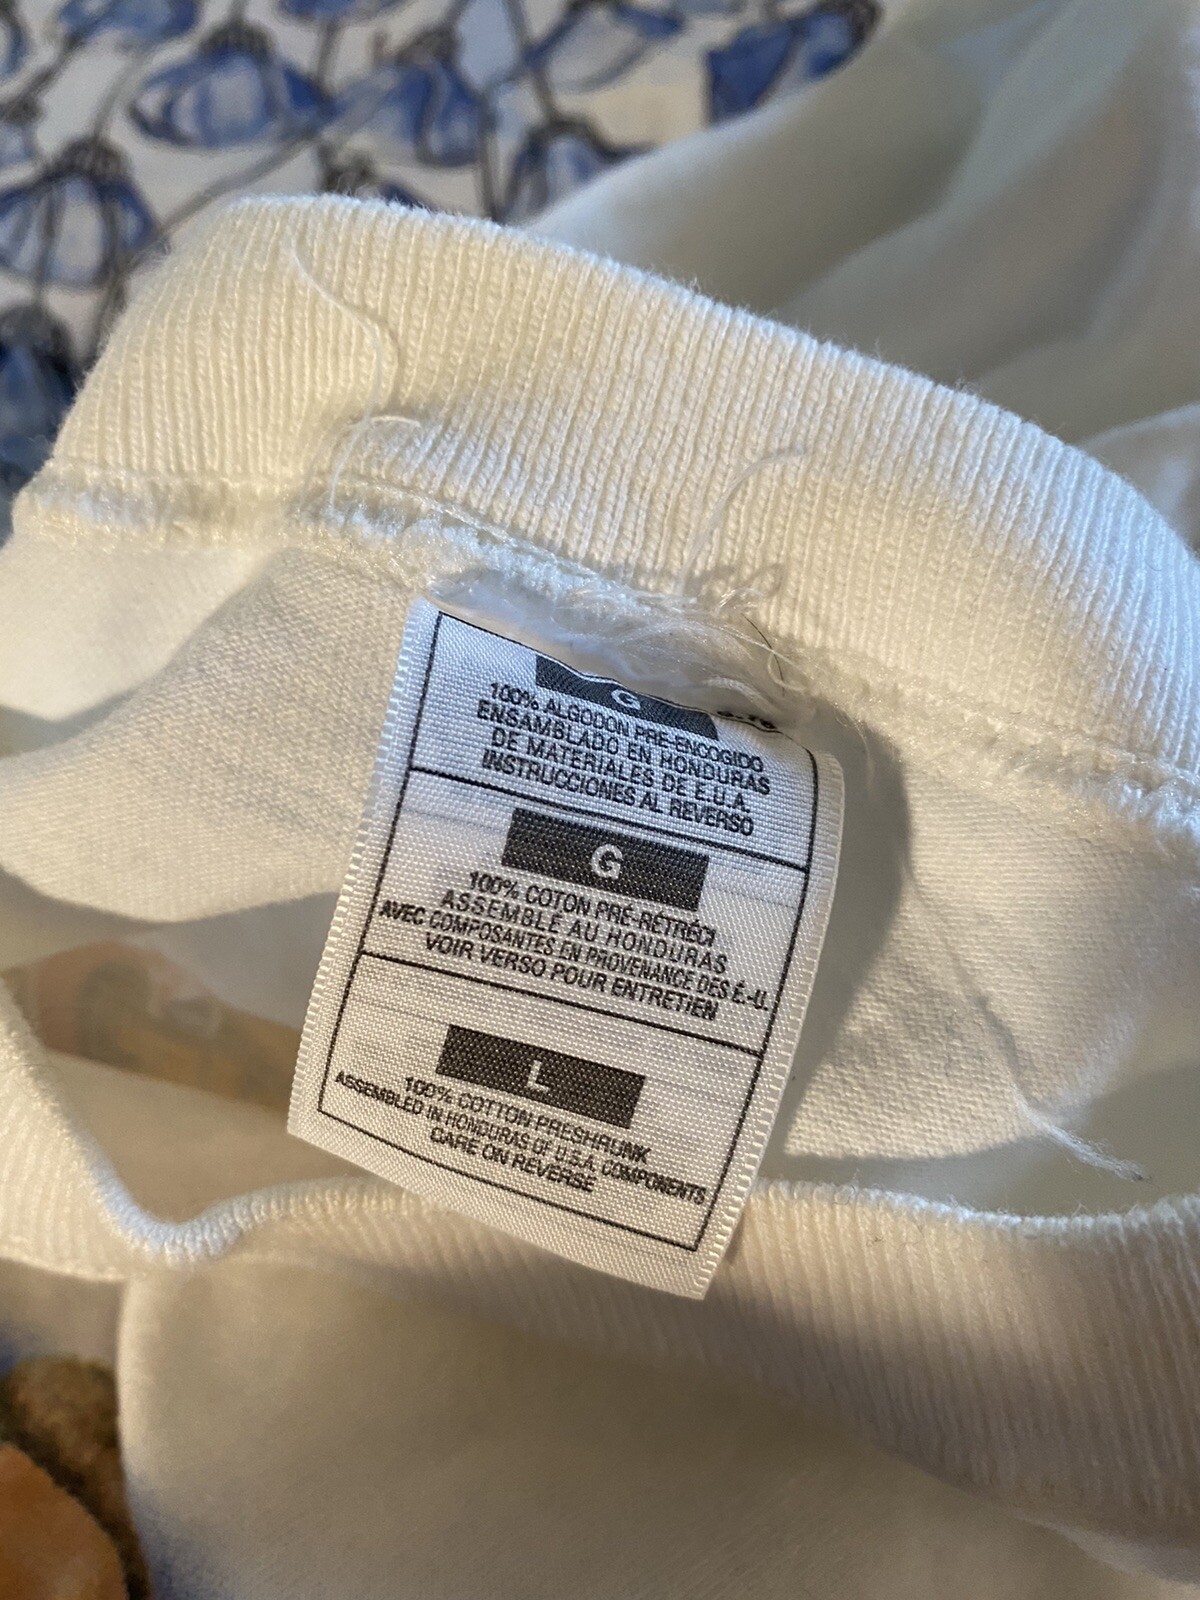 G
100% ALGODON PRE-ENCOGIDO
ENSAMBLADO EN HONDURAS
DE MATERIALES DE E.U.A.
INSTRUCCIONES AL REVERSO
G
100% COTON PRÉ-RÉTRÉCI
ASSEMBLÉ AU HONDURAS
AVEC COMPOSANTES EN PROVENANCE DES É.-U.
VOIR VERSO POUR ENTRETIEN
L
100% COTTON PRESHRUNK
ASSEMBLED IN HONDURAS OF U.S.A. COMPONENTS
CARE ON REVERSE